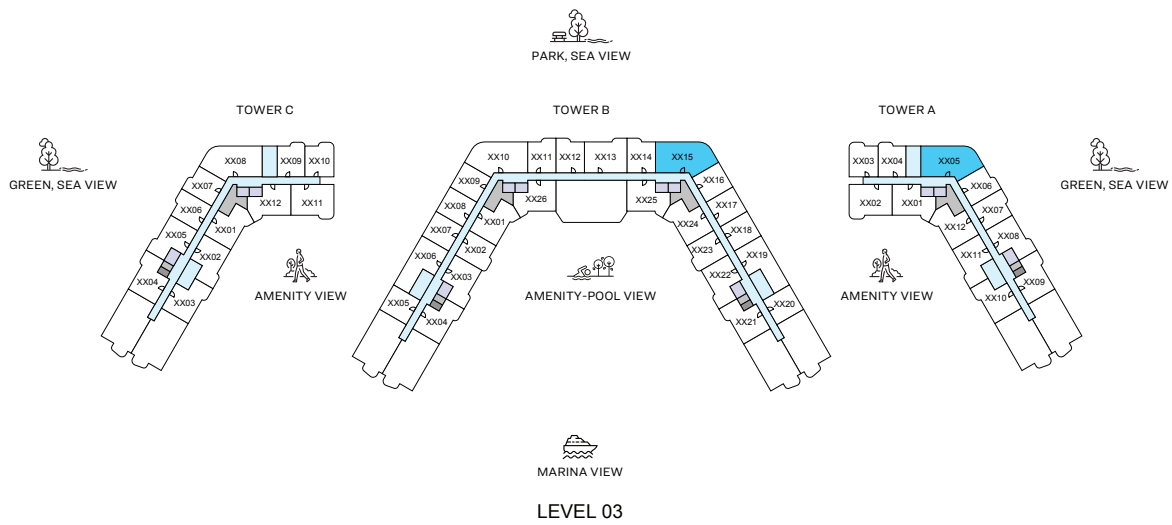 PARK, SEA VIEW
TOWER C
TOWER B
TOWER A
GREEN, SEA VIEW
GREEN, SEA VIEW
XX08
XX09
XX10
XX07
XX12
XX11
XX06
XX01
XX05
XX02
XX04
XX03
AMENITY VIEW
XX10
XX11
XX12
XX13
XX14
XX15
XX09
XX26
XX25
XX16
XX08
XX01
XX24
XX17
XX07
XX02
XX23
XX18
XX06
XX03
XX22
XX19
XX05
XX04
XX21
XX20
AMENITY-POOL VIEW
XX03
XX04
XX05
XX02
XX01
XX06
XX12
XX07
XX11
XX08
XX10
XX09
AMENITY VIEW
MARINA VIEW
LEVEL 03